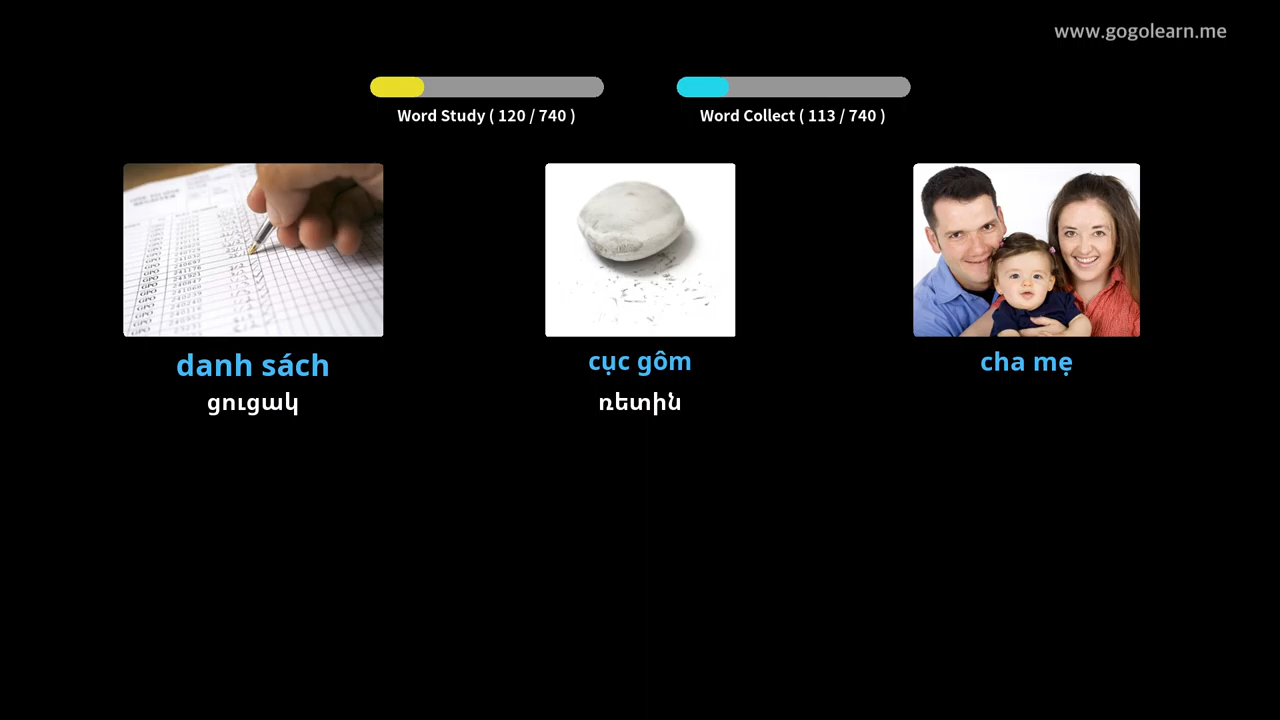 www.gogolearn.me
Word Study ( 120 / 740 )
Word Collect ( 113 / 740 )
danh sách
ցուցակ
cục gôm
ռետին
cha mẹ